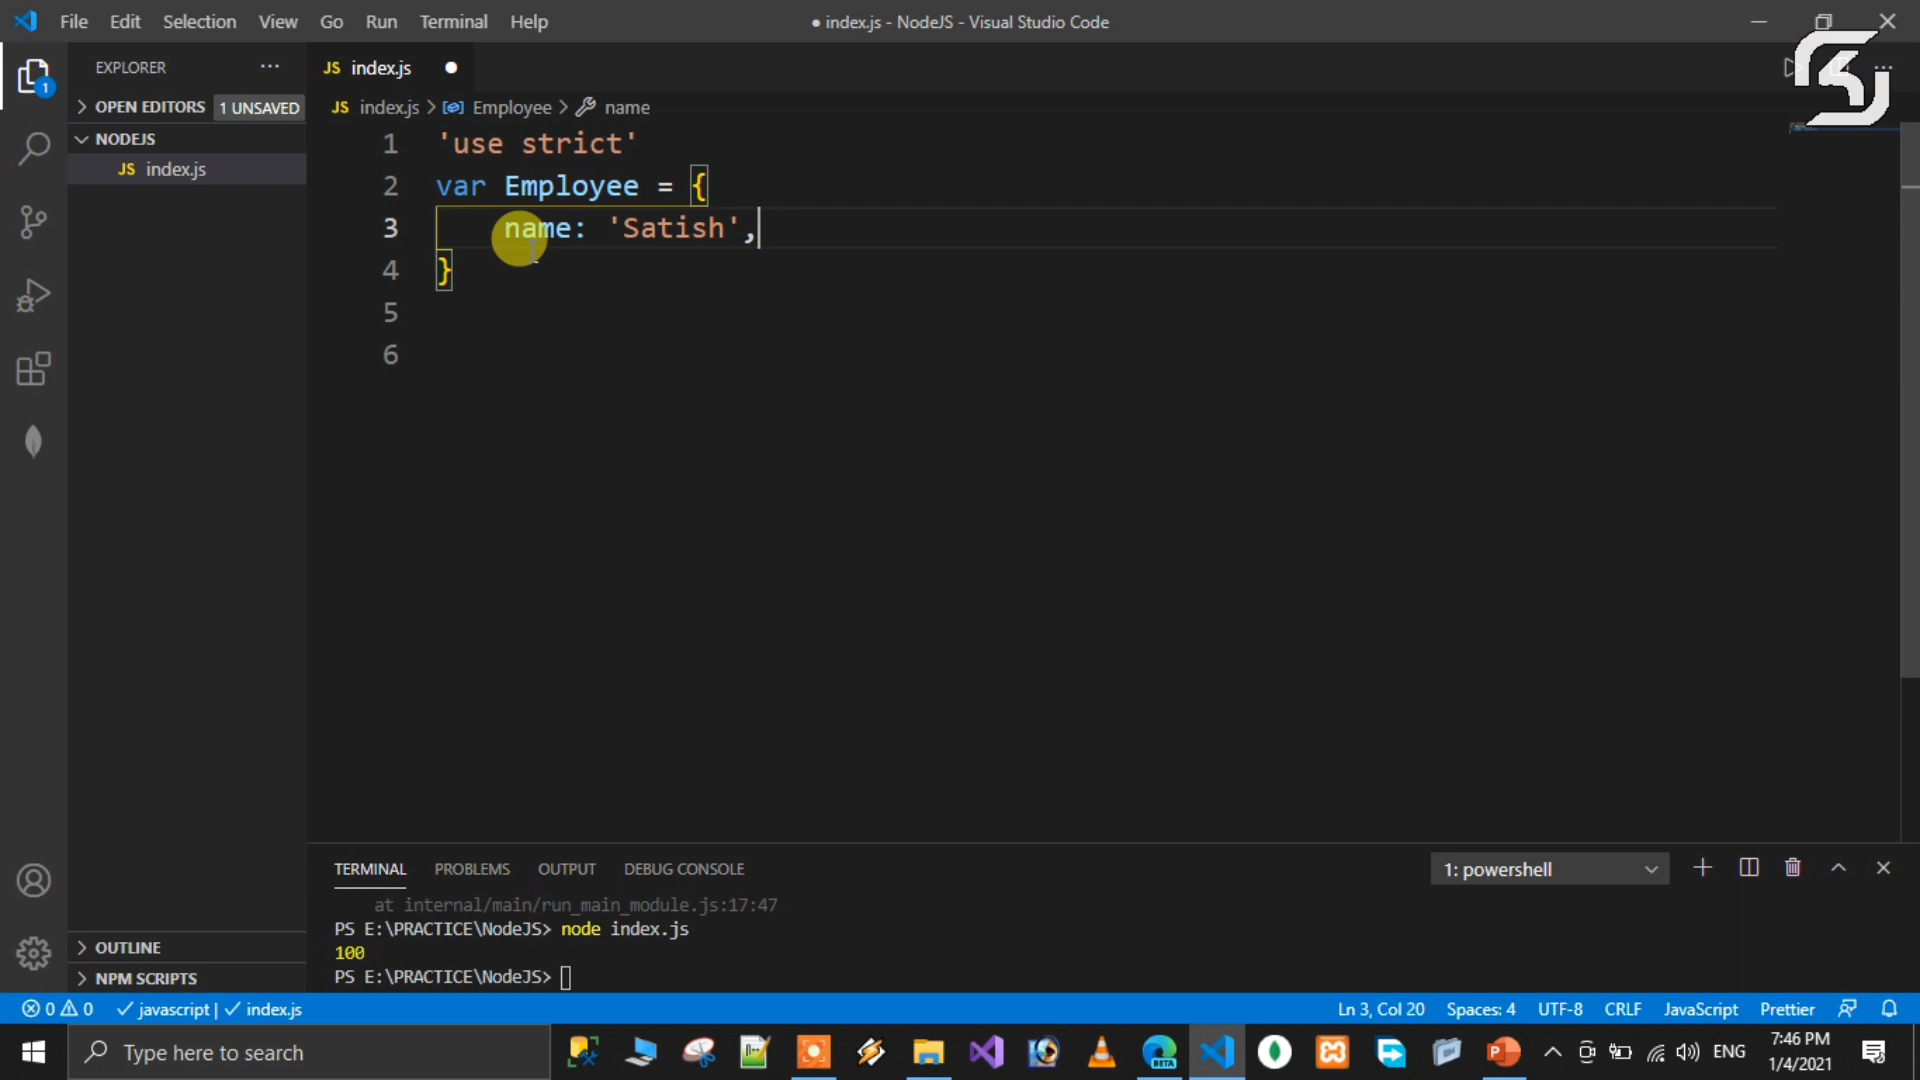 File Edit Selection View Go Run Terminal Help
● index.js - NodeJS - Visual Studio Code
EXPLORER
JS index.js
OPEN EDITORS 1 UNSAVED
JS index.js > Employee > name
NODEJS
JS index.js
1 'use strict'
2 var Employee = {
3 name: 'Satish',
4 }
5
6
TERMINAL PROBLEMS OUTPUT DEBUG CONSOLE
1: powershell
at internal/main/run_main_module.js:17:47
PS E:\PRACTICE\NodeJS> node index.js
100
PS E:\PRACTICE\NodeJS>
OUTLINE
NPM SCRIPTS
0 0 javascript | index.js
Ln 3, Col 20 Spaces: 4 UTF-8 CRLF JavaScript Prettier
Type here to search
BETA
ENG
7:46 PM
1/4/2021